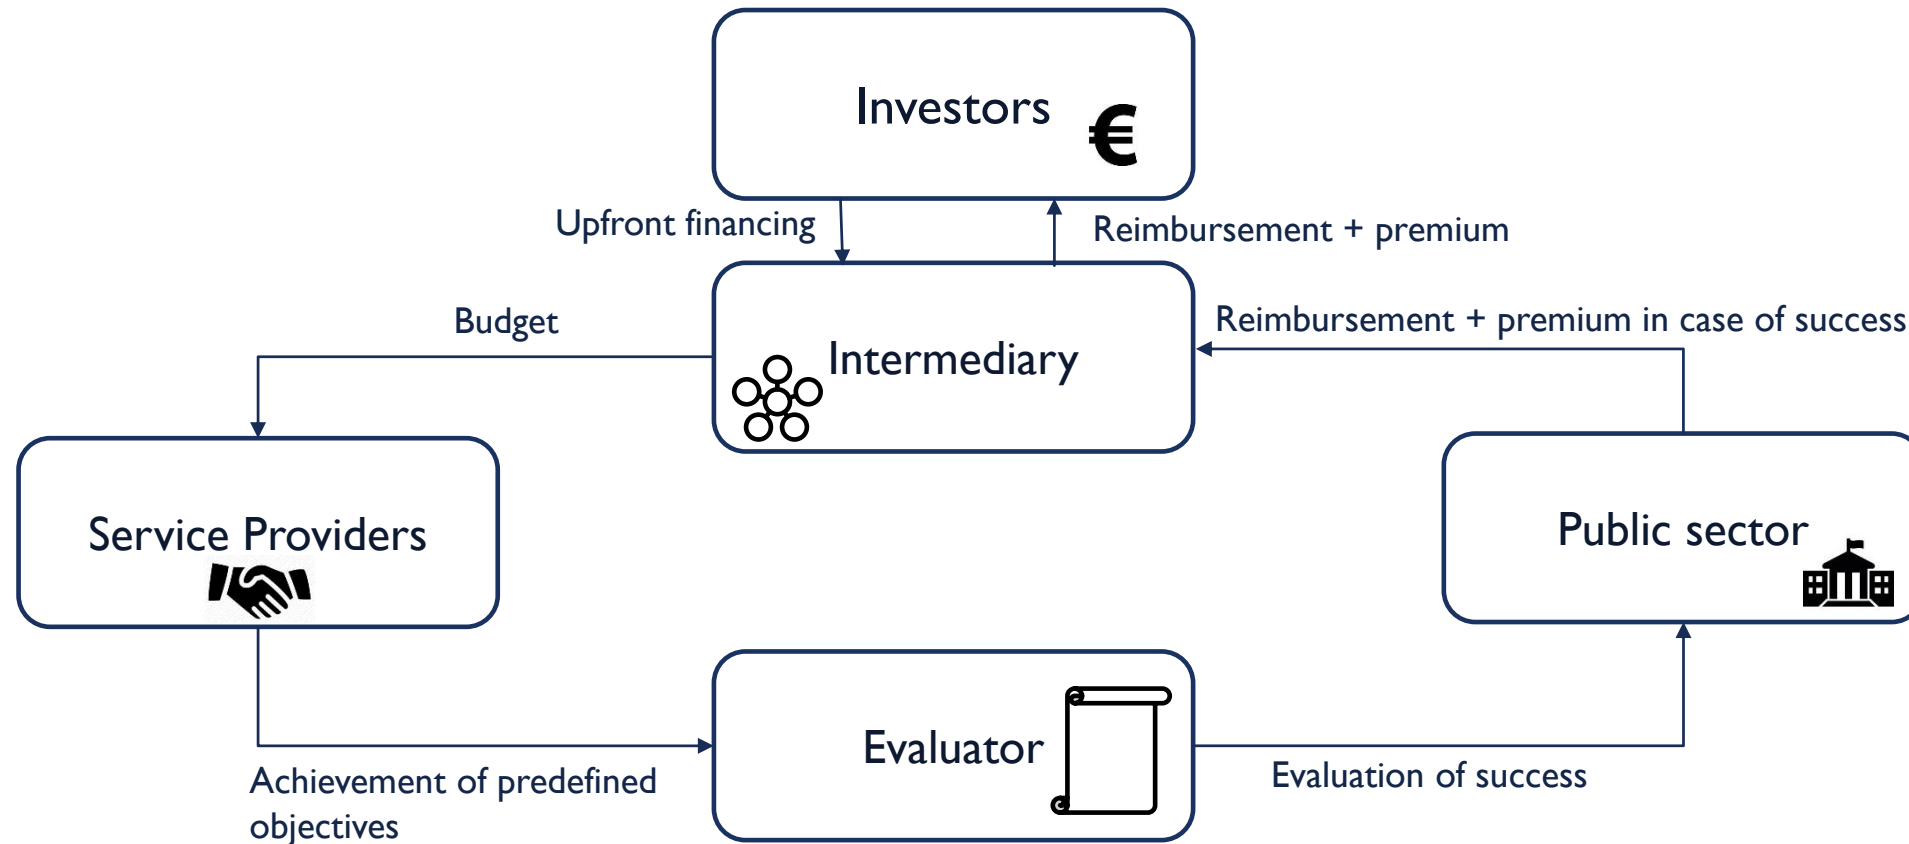 Investors
€
Upfront financing
Reimbursement + premium
Budget
Reimbursement + premium in case of success
Intermediary
Service Providers
Public sector
Evaluator
Achievement of predefined
objectives
Evaluation of success